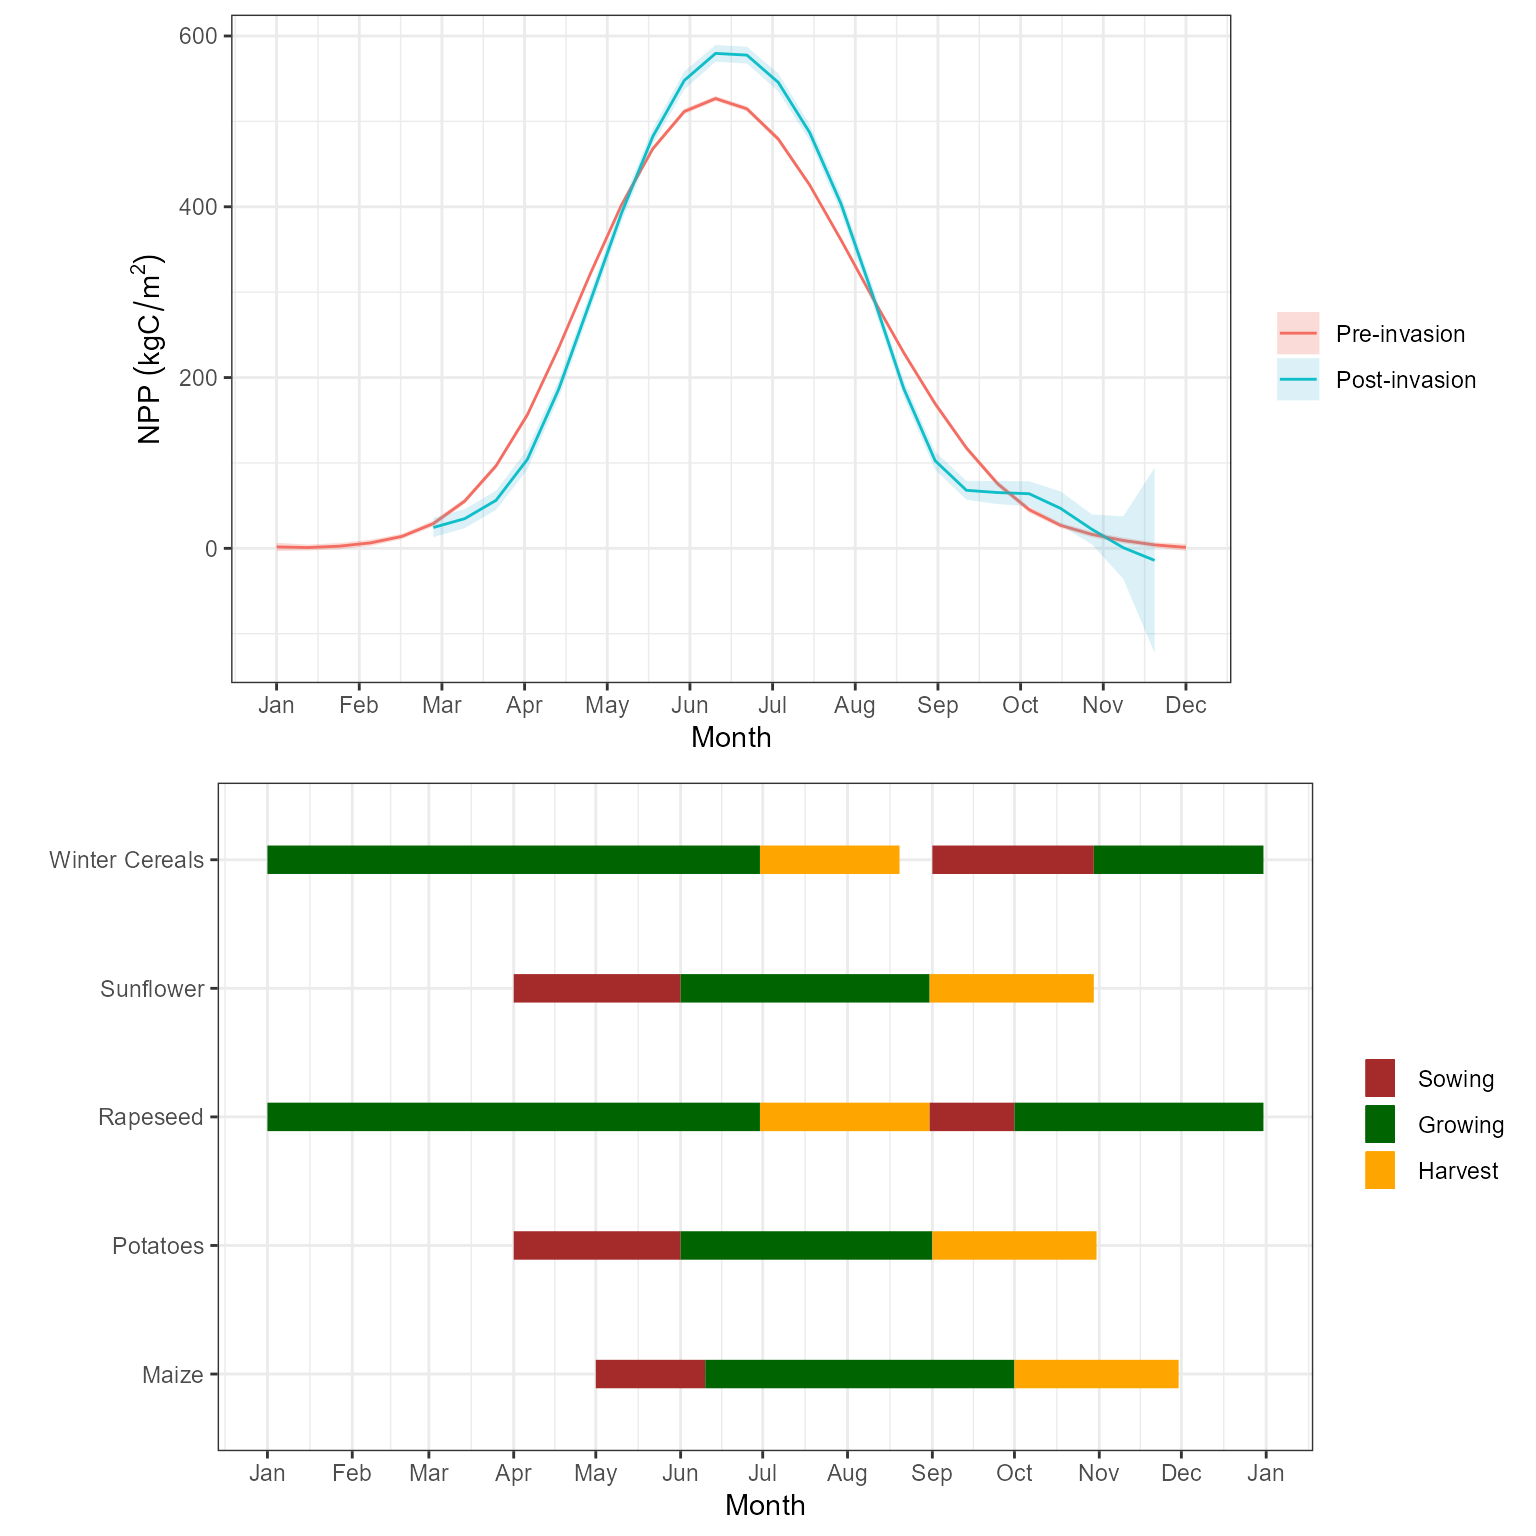 600
400
200
0
NPP (kgC/m²)
Jan Feb Mar Apr May Jun Jul Aug Sep Oct Nov Dec
Month
Pre-invasion
Post-invasion
Winter Cereals
Sunflower
Rapeseed
Potatoes
Maize
Jan Feb Mar Apr May Jun Jul Aug Sep Oct Nov Dec Jan
Month
Sowing
Growing
Harvest